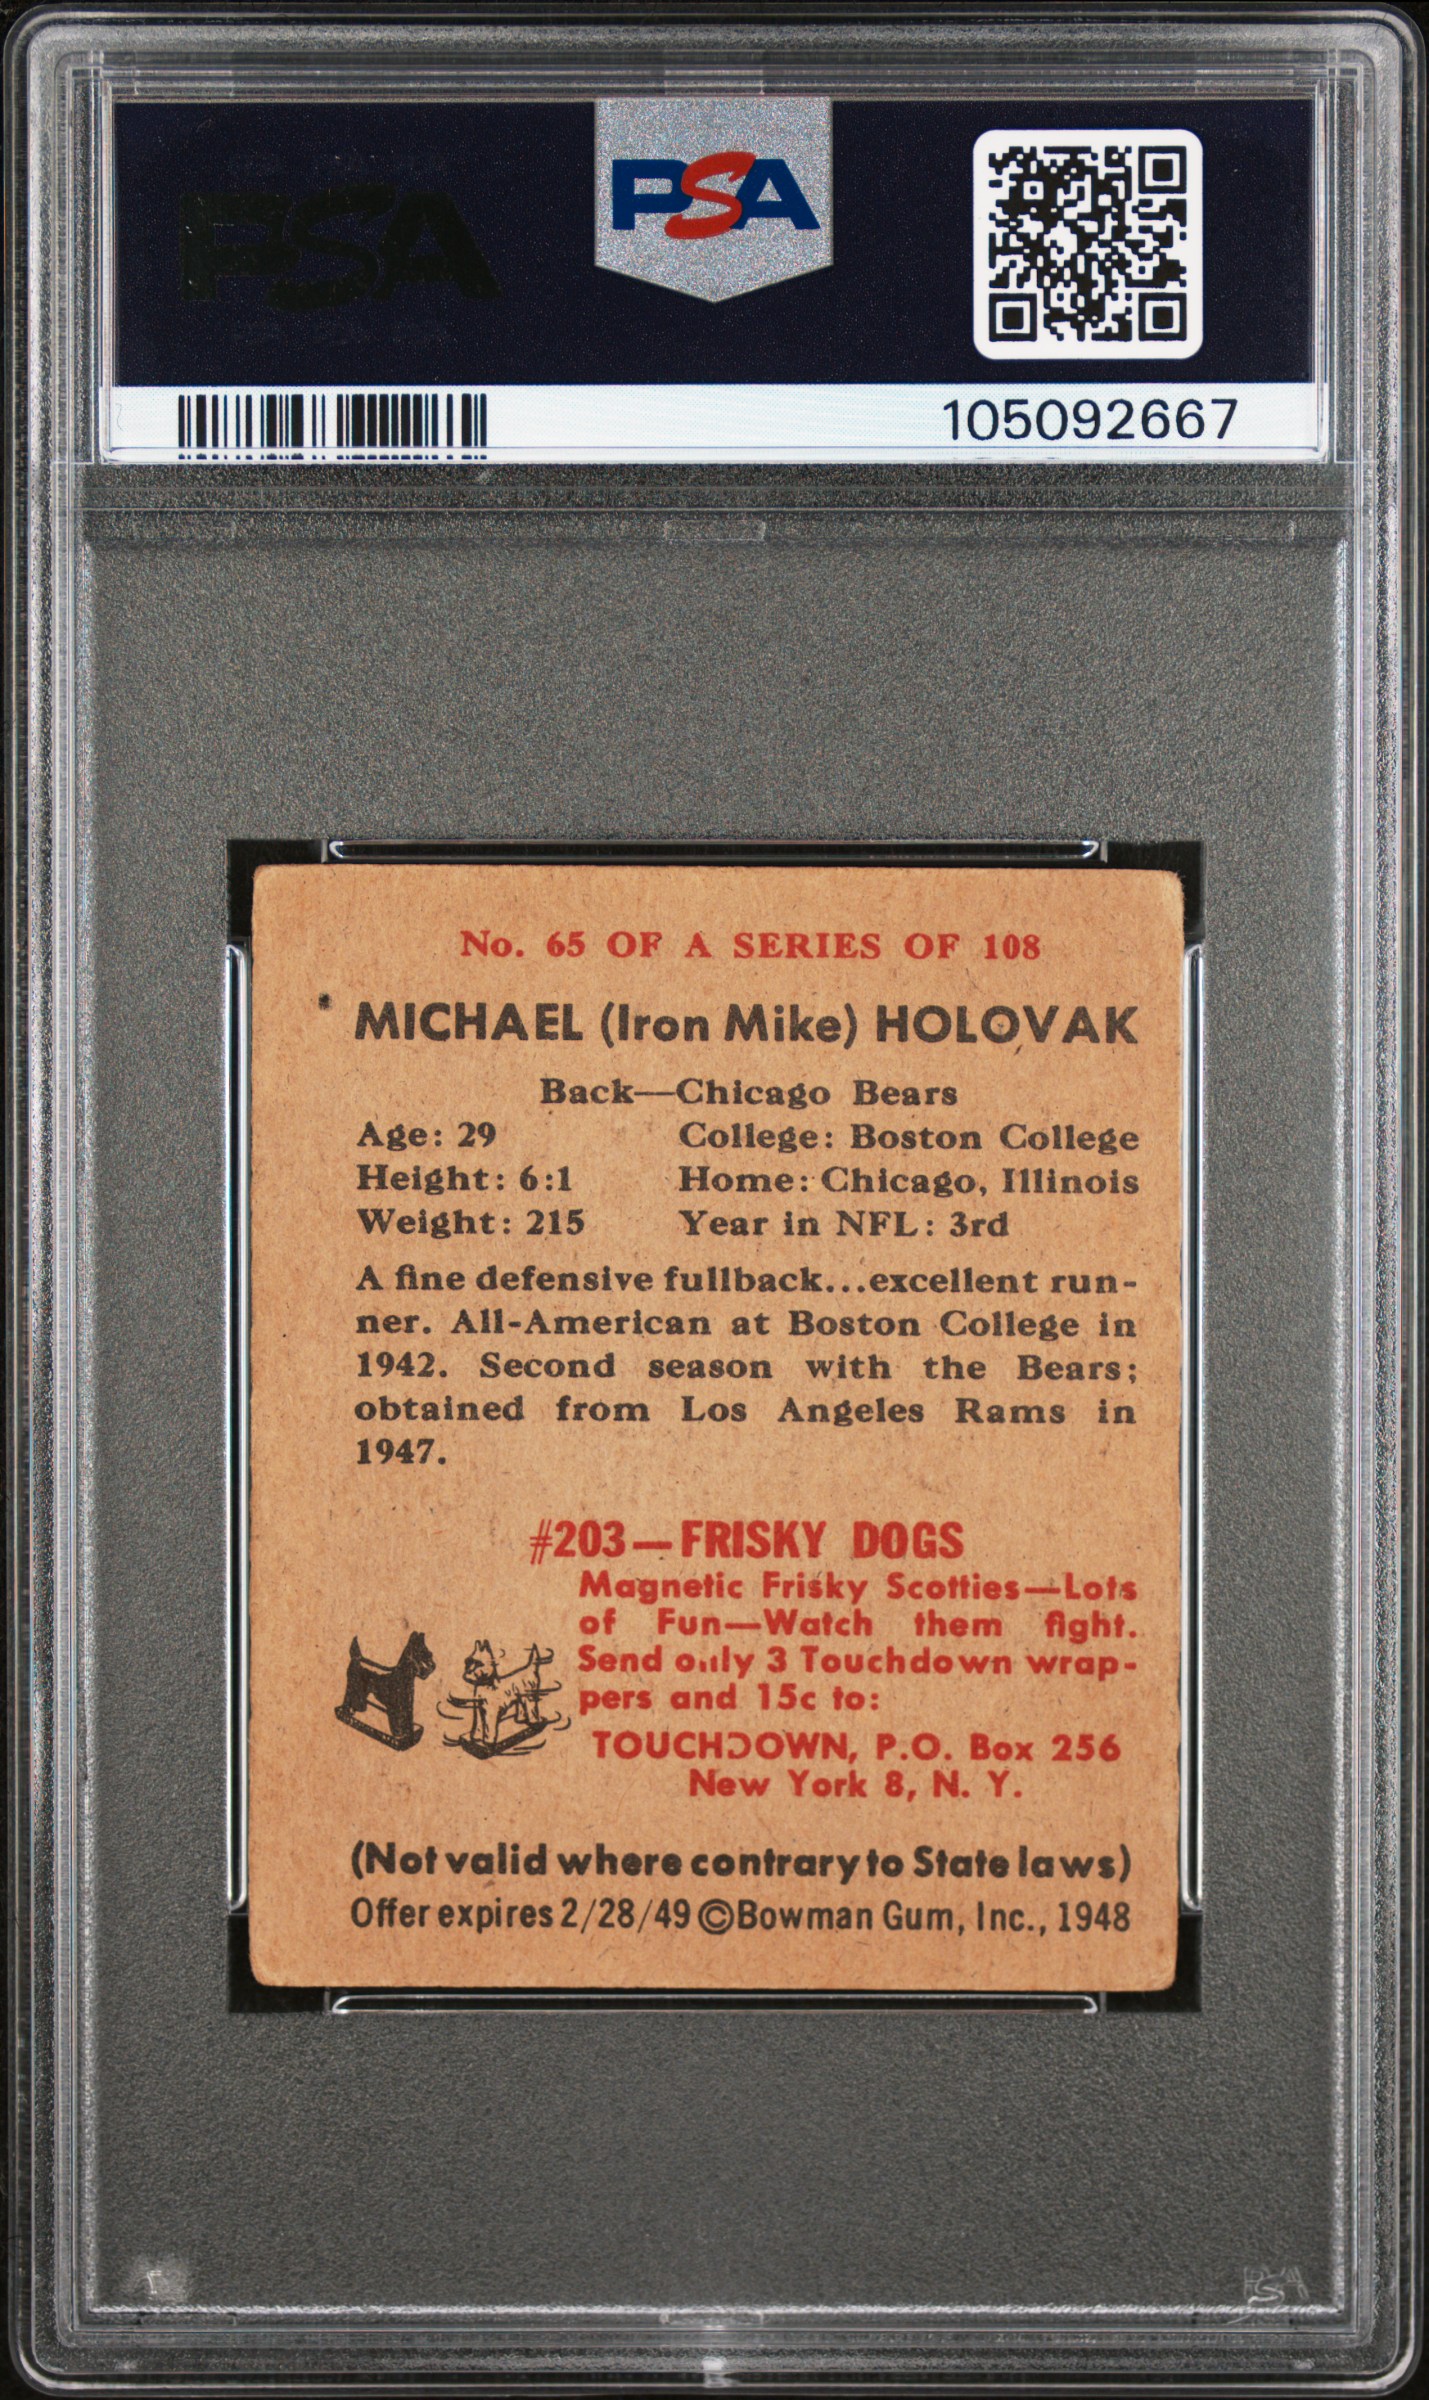 PSA
PSA
105092667
No. 65 OF A SERIES OF 108
MICHAEL (Iron Mike) HOLOVAK
Back—Chicago Bears
Age: 29 College: Boston College
Height: 6:1 Home: Chicago, Illinois
Weight: 215 Year in NFL: 3rd
A fine defensive fullback...excellent run-
ner. All-American at Boston College in
1942. Second season with the Bears;
obtained from Los Angeles Rams in
1947.
#203—FRISKY DOGS
Magnetic Frisky Scotties—Lots
of Fun—Watch them fight.
Send only 3 Touchdown wrap-
pers and 15c to:
TOUCHDOWN, P.O. Box 256
New York 8, N. Y.
(Not valid where contrary to State laws)
Offer expires 2/28/49 ©Bowman Gum, Inc., 1948
PSA